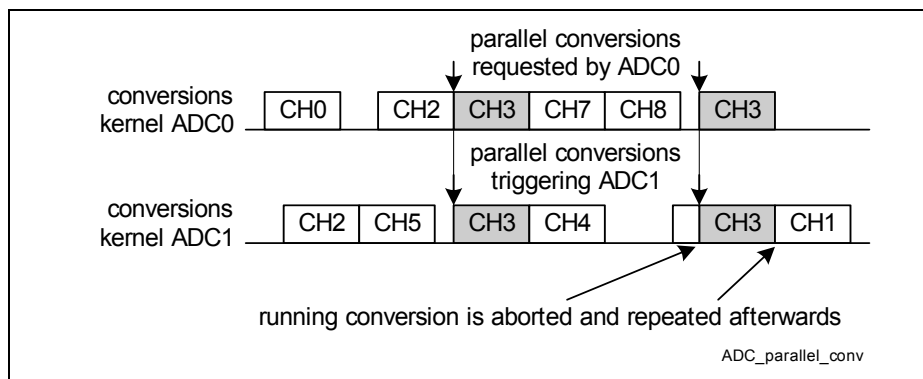 parallel conversions
requested by ADC0
conversions
kernel ADC0
CH0 CH2 CH3 CH7 CH8 CH3
parallel conversions
triggering ADC1
conversions
kernel ADC1
CH2 CH5 CH3 CH4 CH3 CH1
running conversion is aborted and repeated afterwards
ADC_parallel_conv